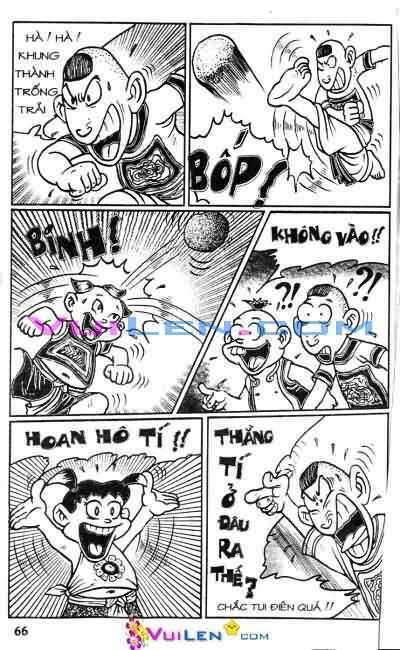 HÀ! HÀ!
KHUNG
THÀNH
TRỐNG
TRẢI
BỐP!
BÍNH!
KHÔNG VÀO!!
?!
?!
VUILEN.COM
HOAN HÔ TÍ!!
THẰNG
TÍ
Ở
ĐÂU
RA
THẾ?
CHẮC TUI ĐIÊN QUÁ!!
66
VUILEN.COM